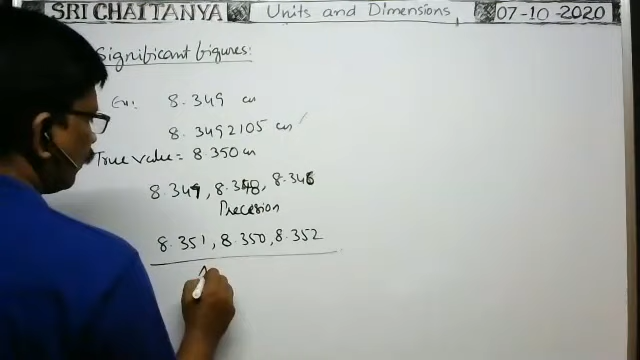 SRI CHAITANYA Units and Dimensions, 07-10-2020
Significant figures:
Ex: 8.349 cm
8.3492105 cm
True value = 8.350 cm
8.349, 8.348, 8.346
Precesion
8.351, 8.350, 8.352